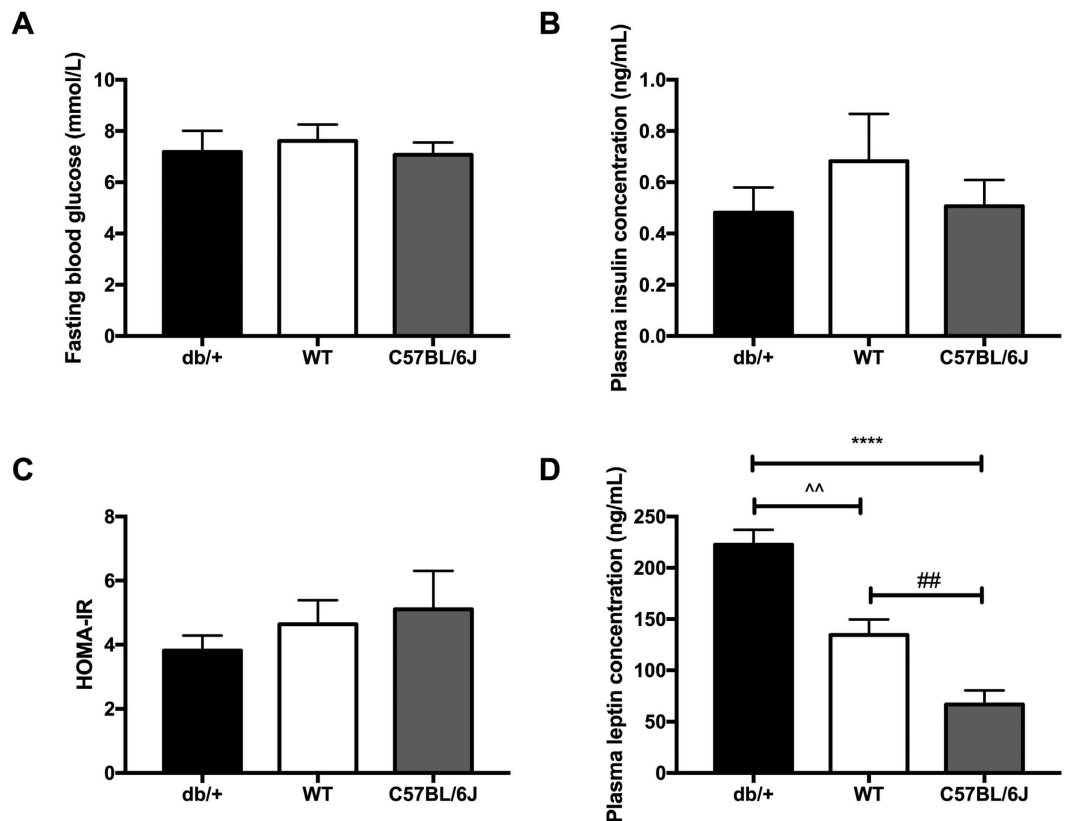 A
Fasting blood glucose (mmol/L)
10
8
6
4
2
0
db/+ WT C57BL/6J
B
Plasma insulin concentration (ng/mL)
1.0
0.8
0.6
0.4
0.2
0.0
db/+ WT C57BL/6J
C
HOMA-IR
8
6
4
2
0
db/+ WT C57BL/6J
D
Plasma leptin concentration (ng/mL)
****
^^
##
250
200
150
100
50
0
db/+ WT C57BL/6J